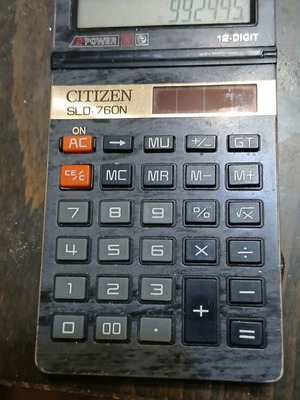 992995
2 POWER 12-DIGIT
CITIZEN
SLD-760N
ON
AC → MU +/− GT
CE/C MC MR M− M+
7 8 9 % √x
4 5 6 × ÷
1 2 3 + −
0 00 · =